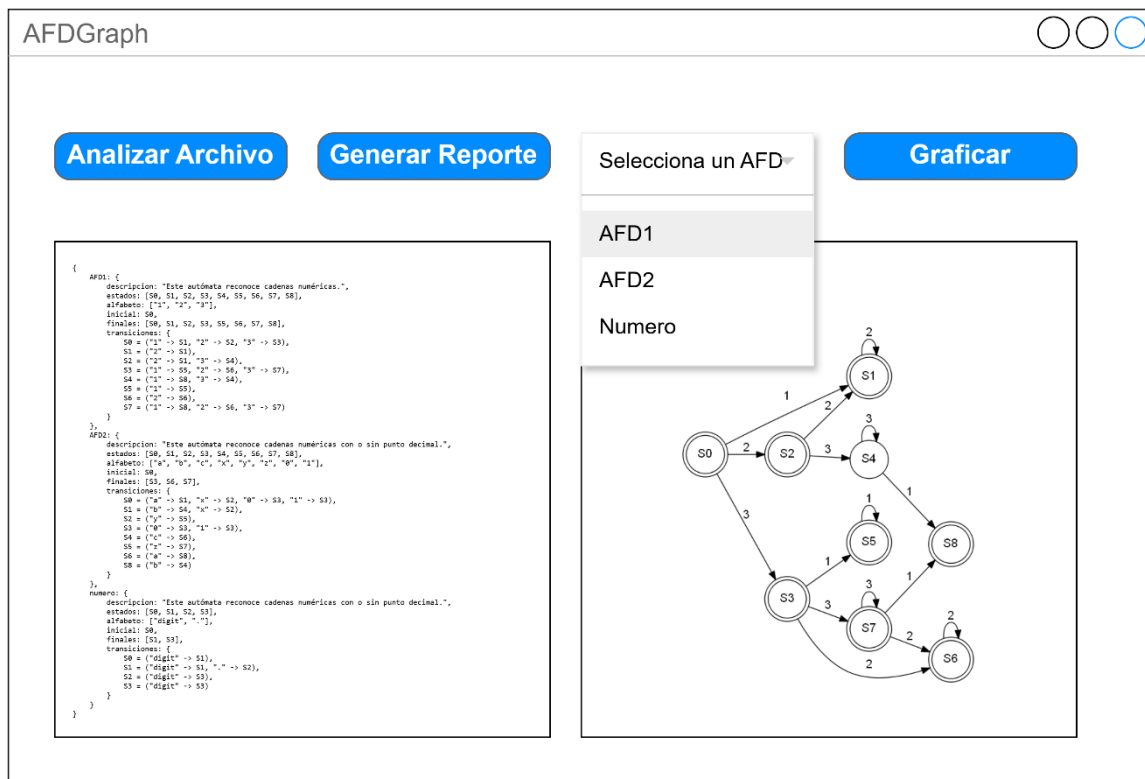 AFDGraph
Analizar Archivo
Generar Reporte
Selecciona un AFD
Graficar
AFD1
AFD2
Numero
{
AFD1: {
descripcion: "Este autómata reconoce cadenas numéricas.",
estados: [S0, S1, S2, S3, S4, S5, S6, S7, S8],
alfabeto: ["1", "2", "3"],
inicial: S0,
finales: [S0, S1, S2, S3, S5, S6, S7, S8],
transiciones: {
S0 = ("1" -> S1, "2" -> S2, "3" -> S3),
S1 = ("2" -> S1),
S2 = ("2" -> S1, "3" -> S4),
S3 = ("1" -> S5, "2" -> S6, "3" -> S7),
S4 = ("1" -> S8, "3" -> S4),
S5 = ("1" -> S5),
S6 = ("2" -> S6),
S7 = ("1" -> S8, "2" -> S6, "3" -> S7)
}
},
AFD2: {
descripcion: "Este autómata reconoce cadenas numéricas con o sin punto decimal.",
estados: [S0, S1, S2, S3, S4, S5, S6, S7, S8],
alfabeto: ["a", "b", "c", "x", "y", "z", "0", "1"],
inicial: S0,
finales: [S3, S6, S7],
transiciones: {
S0 = ("a" -> S1, "x" -> S2, "0" -> S3, "1" -> S3),
S1 = ("b" -> S4, "x" -> S2),
S2 = ("y" -> S5),
S3 = ("0" -> S3, "1" -> S3),
S4 = ("c" -> S6),
S5 = ("z" -> S7),
S6 = ("a" -> S8),
S8 = ("b" -> S4)
}
},
numero: {
descripcion: "Este autómata reconoce cadenas numéricas con o sin punto decimal.",
estados: [S0, S1, S2, S3],
alfabeto: ["digit", "."],
inicial: S0,
finales: [S1, S3],
transiciones: {
S0 = ("digit" -> S1),
S1 = ("digit" -> S1, "." -> S2),
S2 = ("digit" -> S3),
S3 = ("digit" -> S3)
}
}
}
2
S1
1
2
3
S0
2
S2
3
S4
1
3
1
S5
S8
1
3
1
S3
3
S7
2
2
S6
2